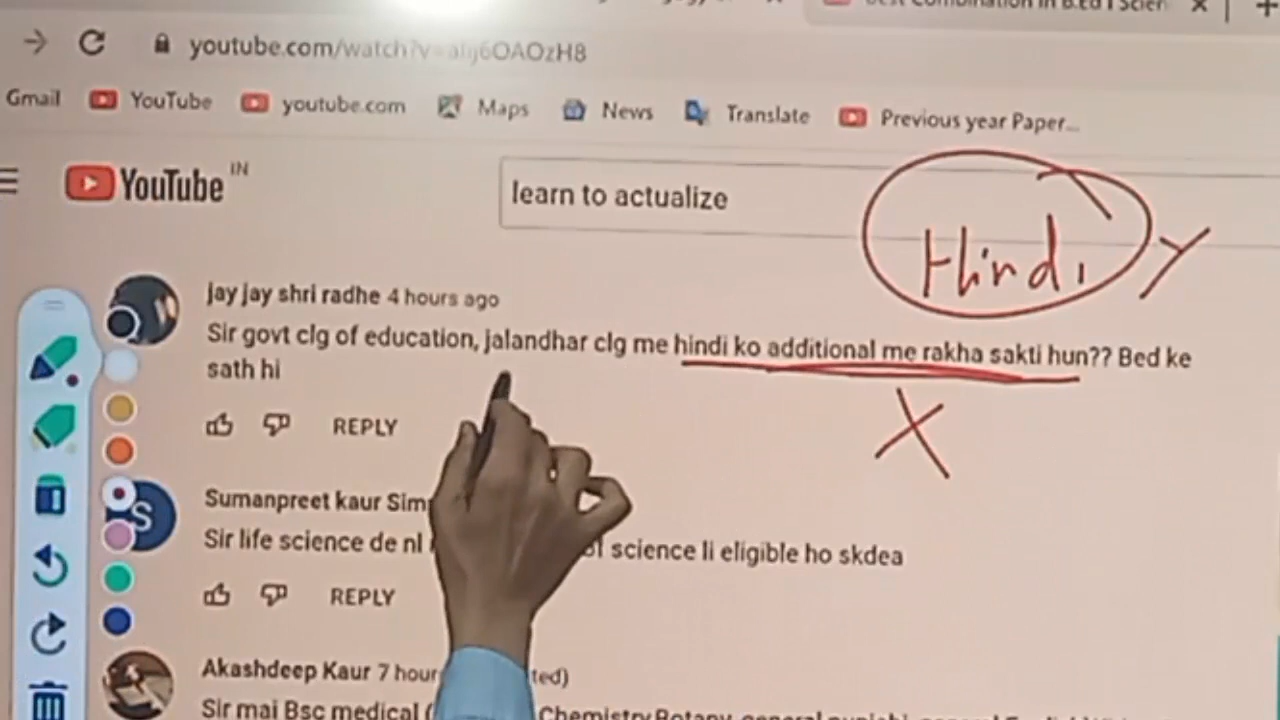 youtube.com/watch?v=
Gmail YouTube youtube.com Maps News Translate Previous year Paper...
YouTube IN
learn to actualize
Hindi
jay jay shri radhe 4 hours ago
Sir govt clg of education, jalandhar clg me hindi ko additional me rakha sakti hun?? Bed ke
sath hi
X
REPLY
S
Sumanpreet kaur
Sir life science de nl science li eligible ho skdea
REPLY
Akashdeep Kaur 7 hour ted)
Sir mai Bsc medical ( Chemistry,Botany,